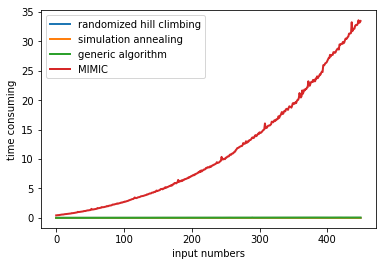 randomized hill climbing
simulation annealing
generic algorithm
MIMIC
35
30
25
20
15
10
5
0
time consuming
0 100 200 300 400
input numbers